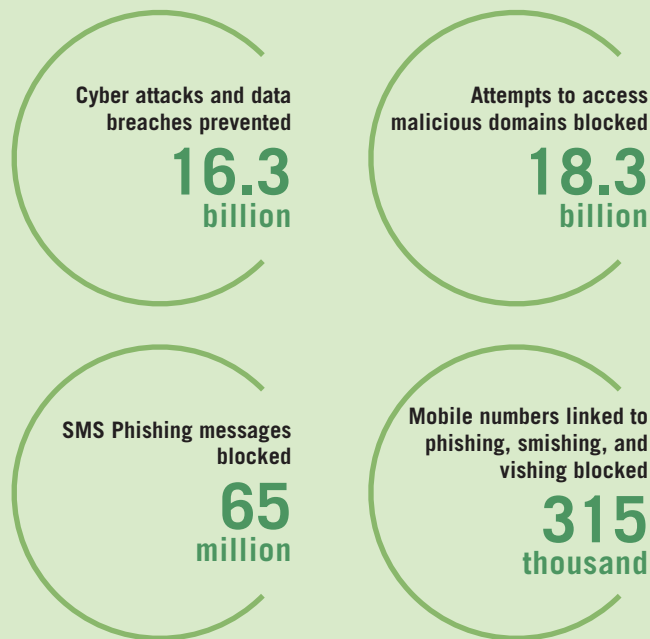 Cyber attacks and data
breaches prevented
16.3
billion
Attempts to access
malicious domains blocked
18.3
billion
SMS Phishing messages
blocked
65
million
Mobile numbers linked to
phishing, smishing, and
vishing blocked
315
thousand